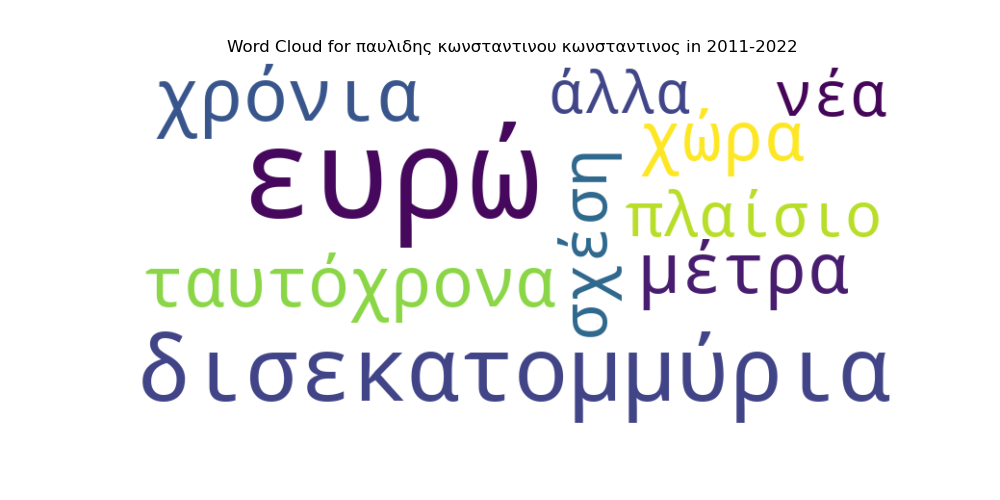 Word Cloud for παυλιδης κωνσταντινου κωνσταντινος in 2011-2022
χρόνια
άλλα
νέα
χώρα
ευρώ
σχέση
πλαίσιο
μέτρα
ταυτόχρονα
δισεκατομμύρια